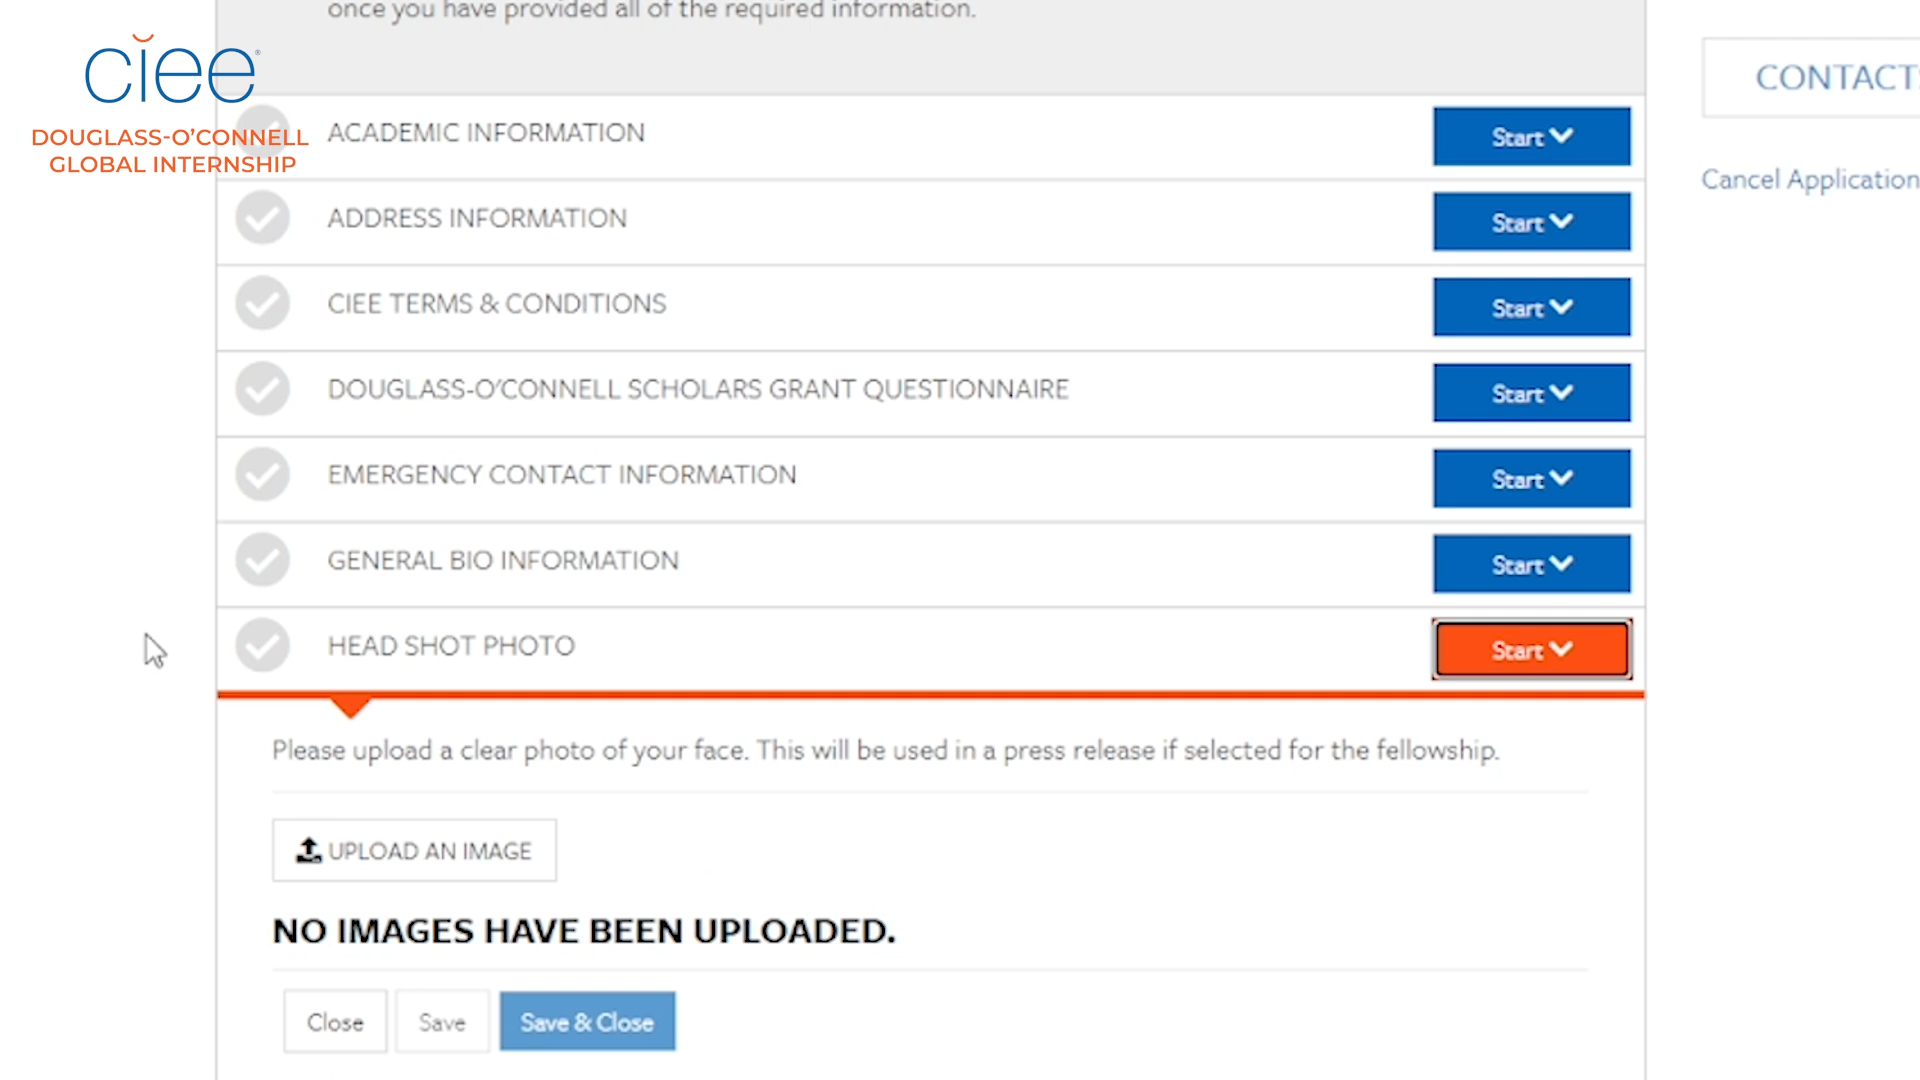 once you have provided all of the required information.
ciee
DOUGLASS-O'CONNELL
GLOBAL INTERNSHIP
CONTACT
Cancel Application
ACADEMIC INFORMATION
Start
ADDRESS INFORMATION
Start
CIEE TERMS & CONDITIONS
Start
DOUGLASS-O'CONNELL SCHOLARS GRANT QUESTIONNAIRE
Start
EMERGENCY CONTACT INFORMATION
Start
GENERAL BIO INFORMATION
Start
HEAD SHOT PHOTO
Start
Please upload a clear photo of your face. This will be used in a press release if selected for the fellowship.
UPLOAD AN IMAGE
NO IMAGES HAVE BEEN UPLOADED.
Close
Save
Save & Close